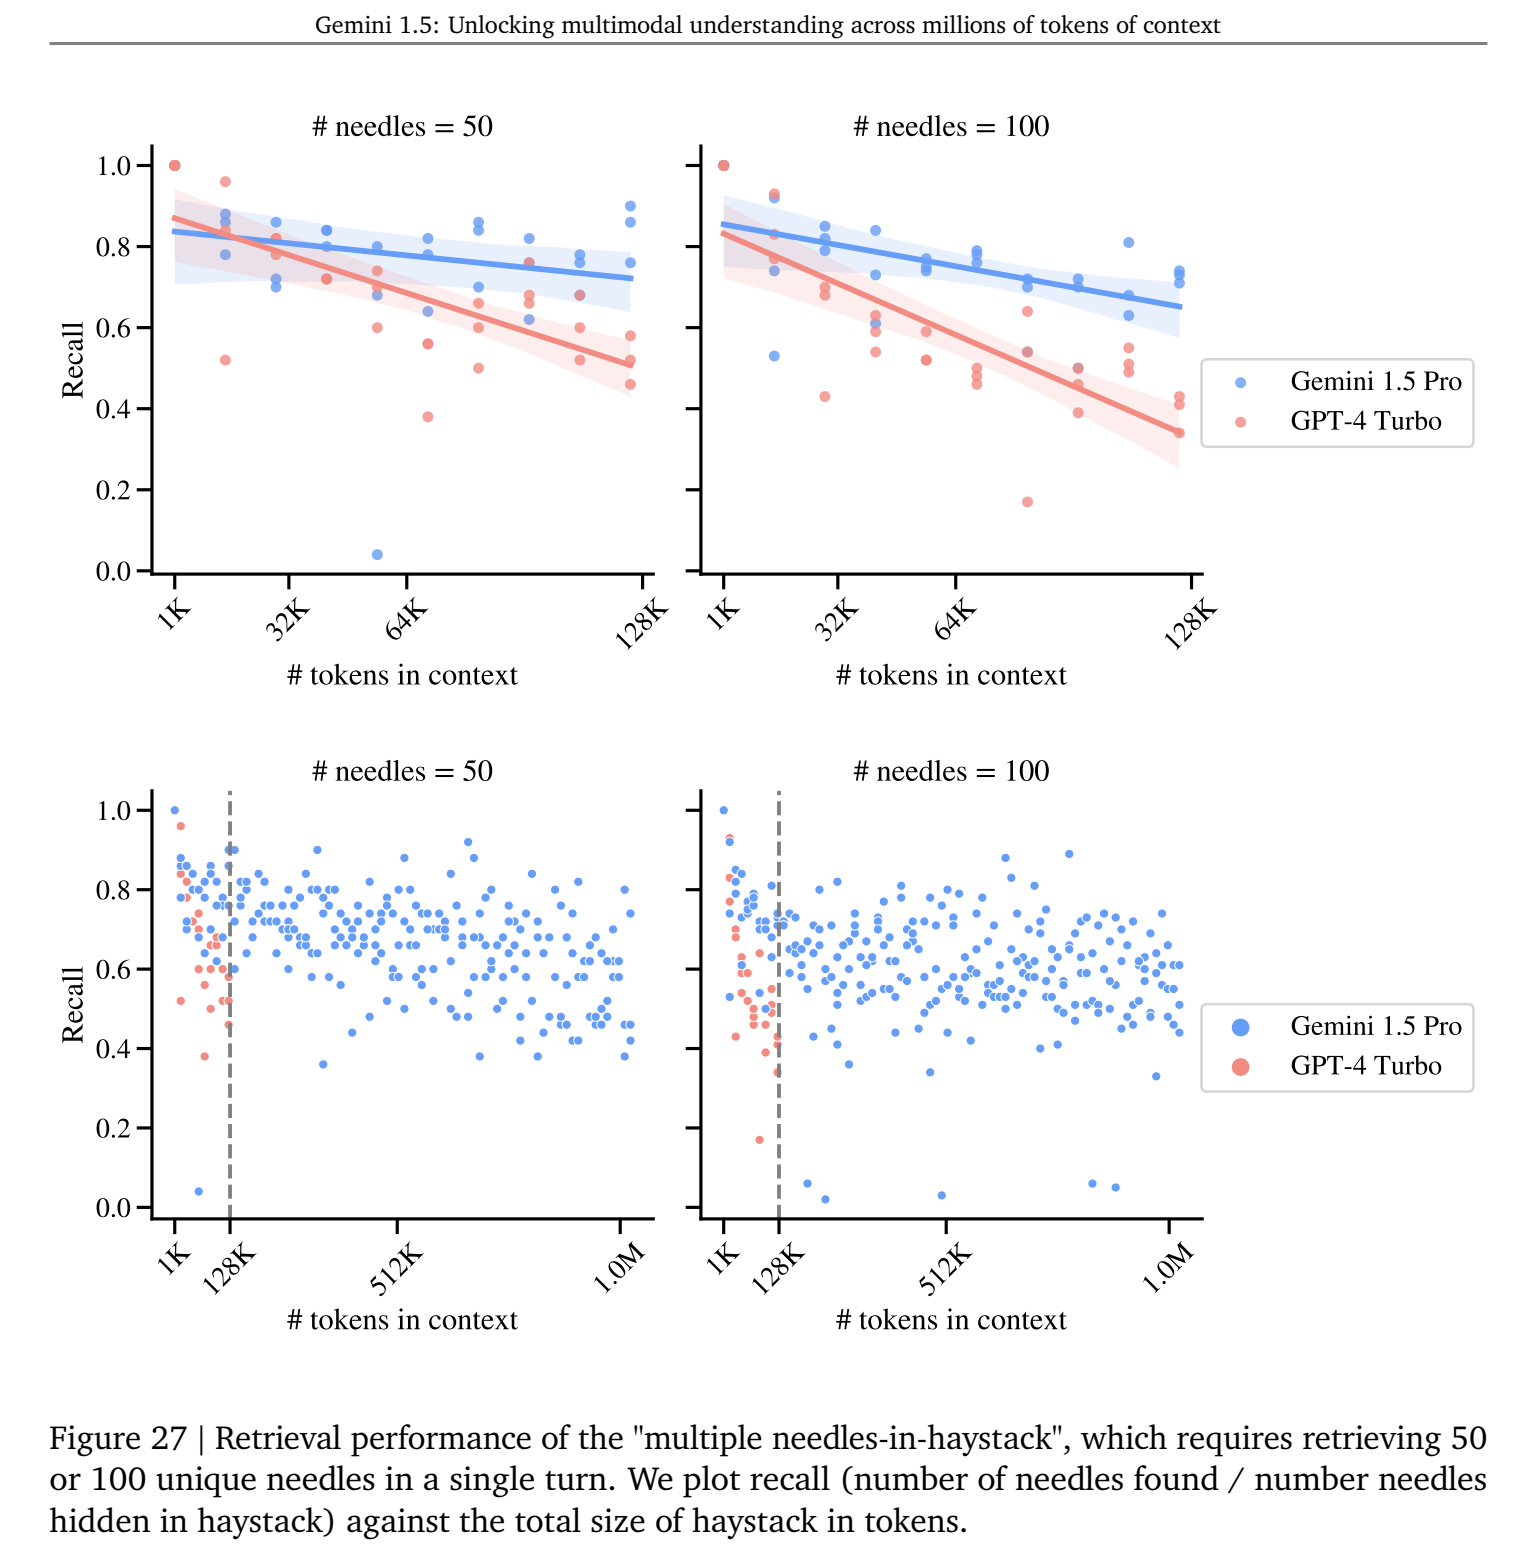 Gemini 1.5: Unlocking multimodal understanding across millions of tokens of context
# needles = 50
# needles = 100
1.0
0.8
0.6
0.4
0.2
0.0
Recall
1K
32K
64K
128K
# tokens in context
1K
32K
64K
128K
# tokens in context
Gemini 1.5 Pro
GPT-4 Turbo
# needles = 50
# needles = 100
1.0
0.8
0.6
0.4
0.2
0.0
Recall
1K
128K
512K
1.0M
# tokens in context
1K
128K
512K
1.0M
# tokens in context
Gemini 1.5 Pro
GPT-4 Turbo
Figure 27 | Retrieval performance of the "multiple needles-in-haystack", which requires retrieving 50
or 100 unique needles in a single turn. We plot recall (number of needles found / number needles
hidden in haystack) against the total size of haystack in tokens.